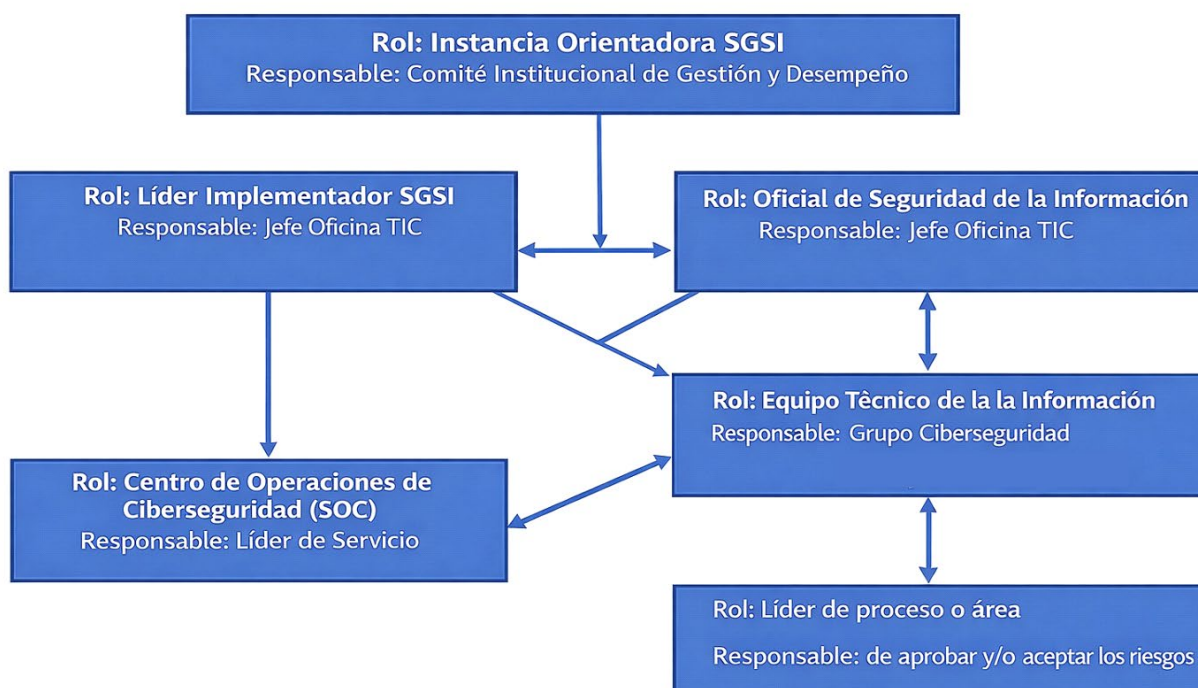 Rol: Instancia Orientadora SGSI
Responsable: Comité Institucional de Gestión y Desempeño
Rol: Líder Implementador SGSI
Responsable: Jefe Oficina TIC
Rol: Oficial de Seguridad de la Información
Responsable: Jefe Oficina TIC
Rol: Equipo Tècnico de la la Información
Responsable: Grupo Ciberseguridad
Rol: Centro de Operaciones de
Ciberseguridad (SOC)
Responsable: Líder de Servicio
Rol: Líder de proceso o área
Responsable: de aprobar y/o aceptar los riesgos